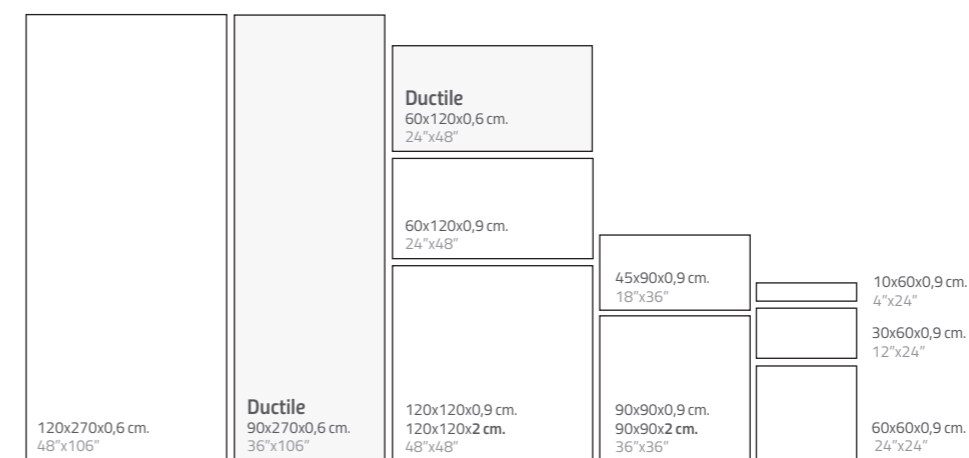 120x270x0,6 cm.
48”x106”
Ductile
90x270x0,6 cm.
36”x106”
Ductile
60x120x0,6 cm.
24”x48”
60x120x0,9 cm.
24”x48”
120x120x0,9 cm.
120x120x2 cm.
48”x48”
45x90x0,9 cm.
18”x36”
90x90x0,9 cm.
90x90x2 cm.
36”x36”
10x60x0,9 cm.
4”x24”
30x60x0,9 cm.
12”x24”
60x60x0,9 cm.
24”x24”